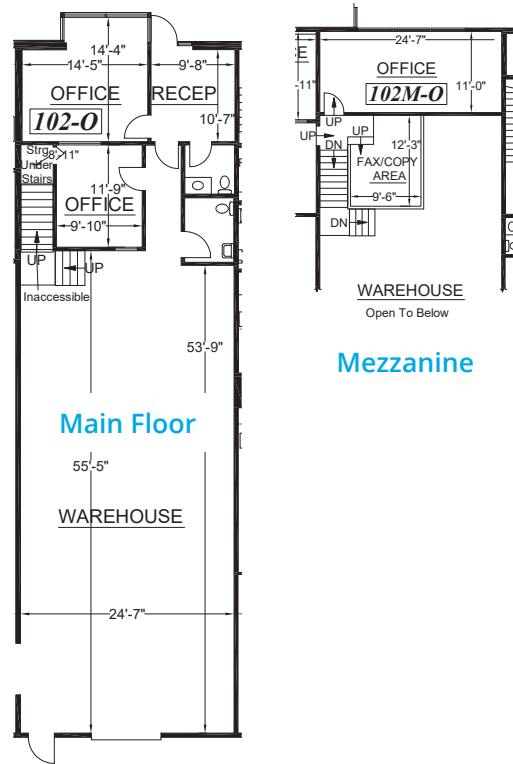 14'-4"
14'-5"
9'-8"
OFFICE
RECEP
102-O
10'-7"
Strg
Under
Stairs
8'-11"
11'-9"
OFFICE
9'-10"
UP
UP
Inaccessible
53'-9"
Main Floor
55'-5"
WAREHOUSE
24'-7"
24'-7"
E
OFFICE
-11"
102M-O
11'-0"
UP
UP
UP
DN
12'-3"
FAX/COPY
AREA
9'-6"
DN
WAREHOUSE
Open To Below
Mezzanine